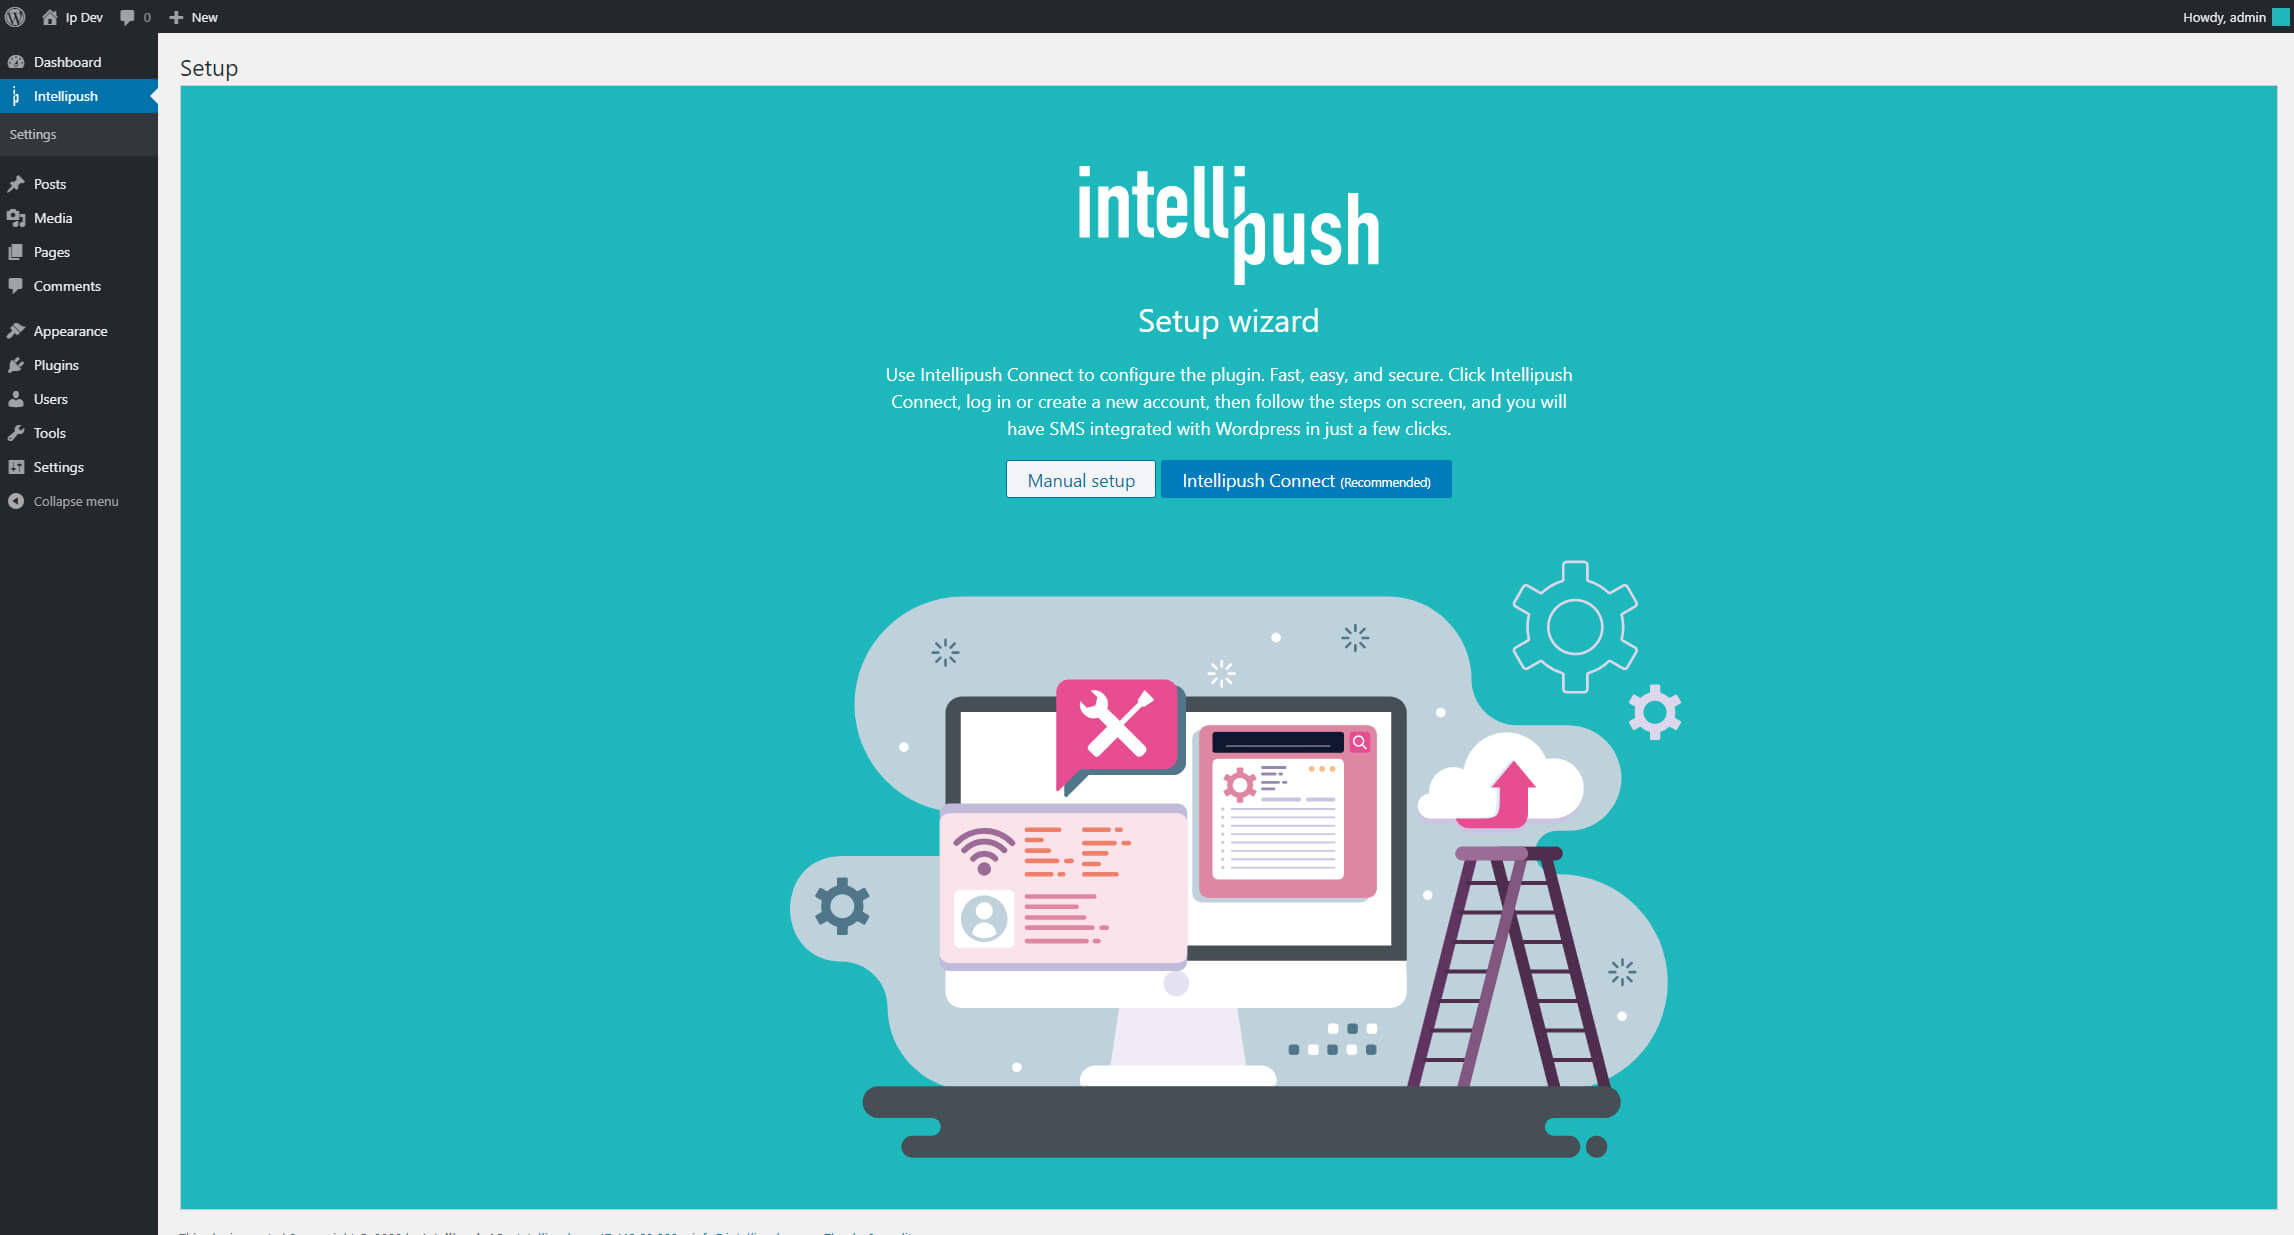 Ip Dev
0
New
Howdy, admin
Dashboard
Intellipush
Settings
Posts
Media
Pages
Comments
Appearance
Plugins
Users
Tools
Settings
Collapse menu
Setup
intellipush
Setup wizard
Use Intellipush Connect to configure the plugin. Fast, easy, and secure. Click Intellipush
Connect, log in or create a new account, then follow the steps on screen, and you will
have SMS integrated with Wordpress in just a few clicks.
Manual setup
Intellipush Connect (Recommended)